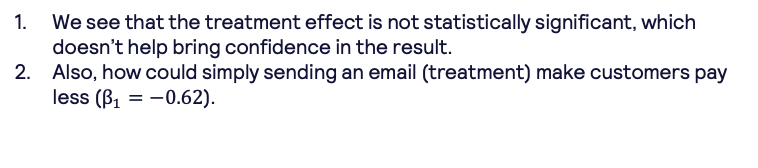 1. We see that the treatment effect is not statistically significant, which
doesn't help bring confidence in the result.
2. Also, how could simply sending an email (treatment) make customers pay
less (β₁ = −0.62).